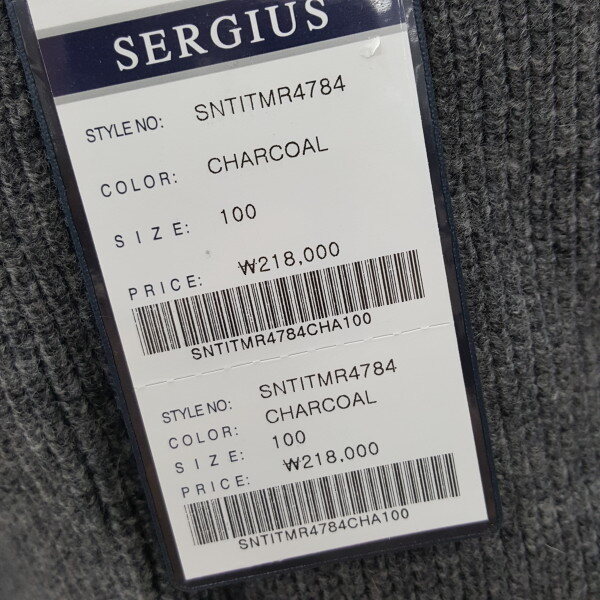 SERGIUS
STYLE NO: SNTITMR4784
COLOR: CHARCOAL
SIZE: 100
PRICE: ₩218,000
SNTITMR4784CHA100
STYLE NO: SNTITMR4784
COLOR: CHARCOAL
SIZE: 100
PRICE: ₩218,000
SNTITMR4784CHA100